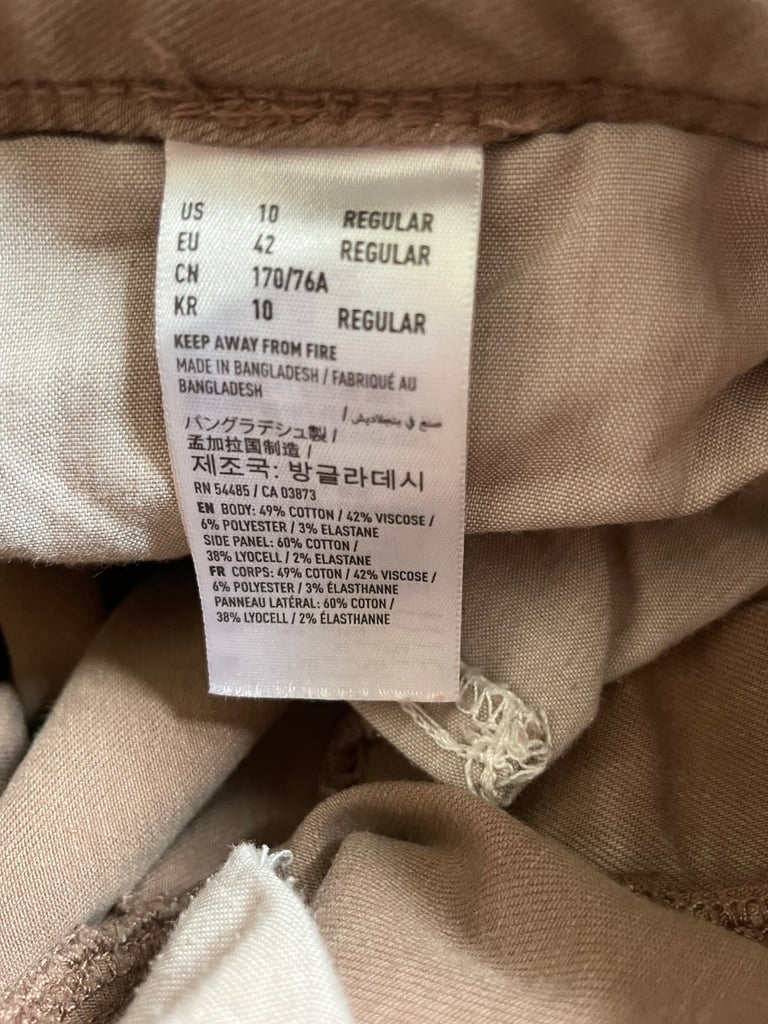 US 10 REGULAR
EU 42 REGULAR
CN 170/76A
KR 10 REGULAR
KEEP AWAY FROM FIRE
MADE IN BANGLADESH / FABRIQUÉ AU
BANGLADESH
صنع في بنجلاديش /
バングラデシュ製 /
孟加拉国制造 /
제조국: 방글라데시
RN 54485 / CA 03873
EN BODY: 49% COTTON / 42% VISCOSE /
6% POLYESTER / 3% ELASTANE
SIDE PANEL: 60% COTTON /
38% LYOCELL / 2% ELASTANE
FR CORPS: 49% COTON / 42% VISCOSE /
6% POLYESTER / 3% ÉLASTHANNE
PANNEAU LATÉRAL: 60% COTON /
38% LYOCELL / 2% ÉLASTHANNE